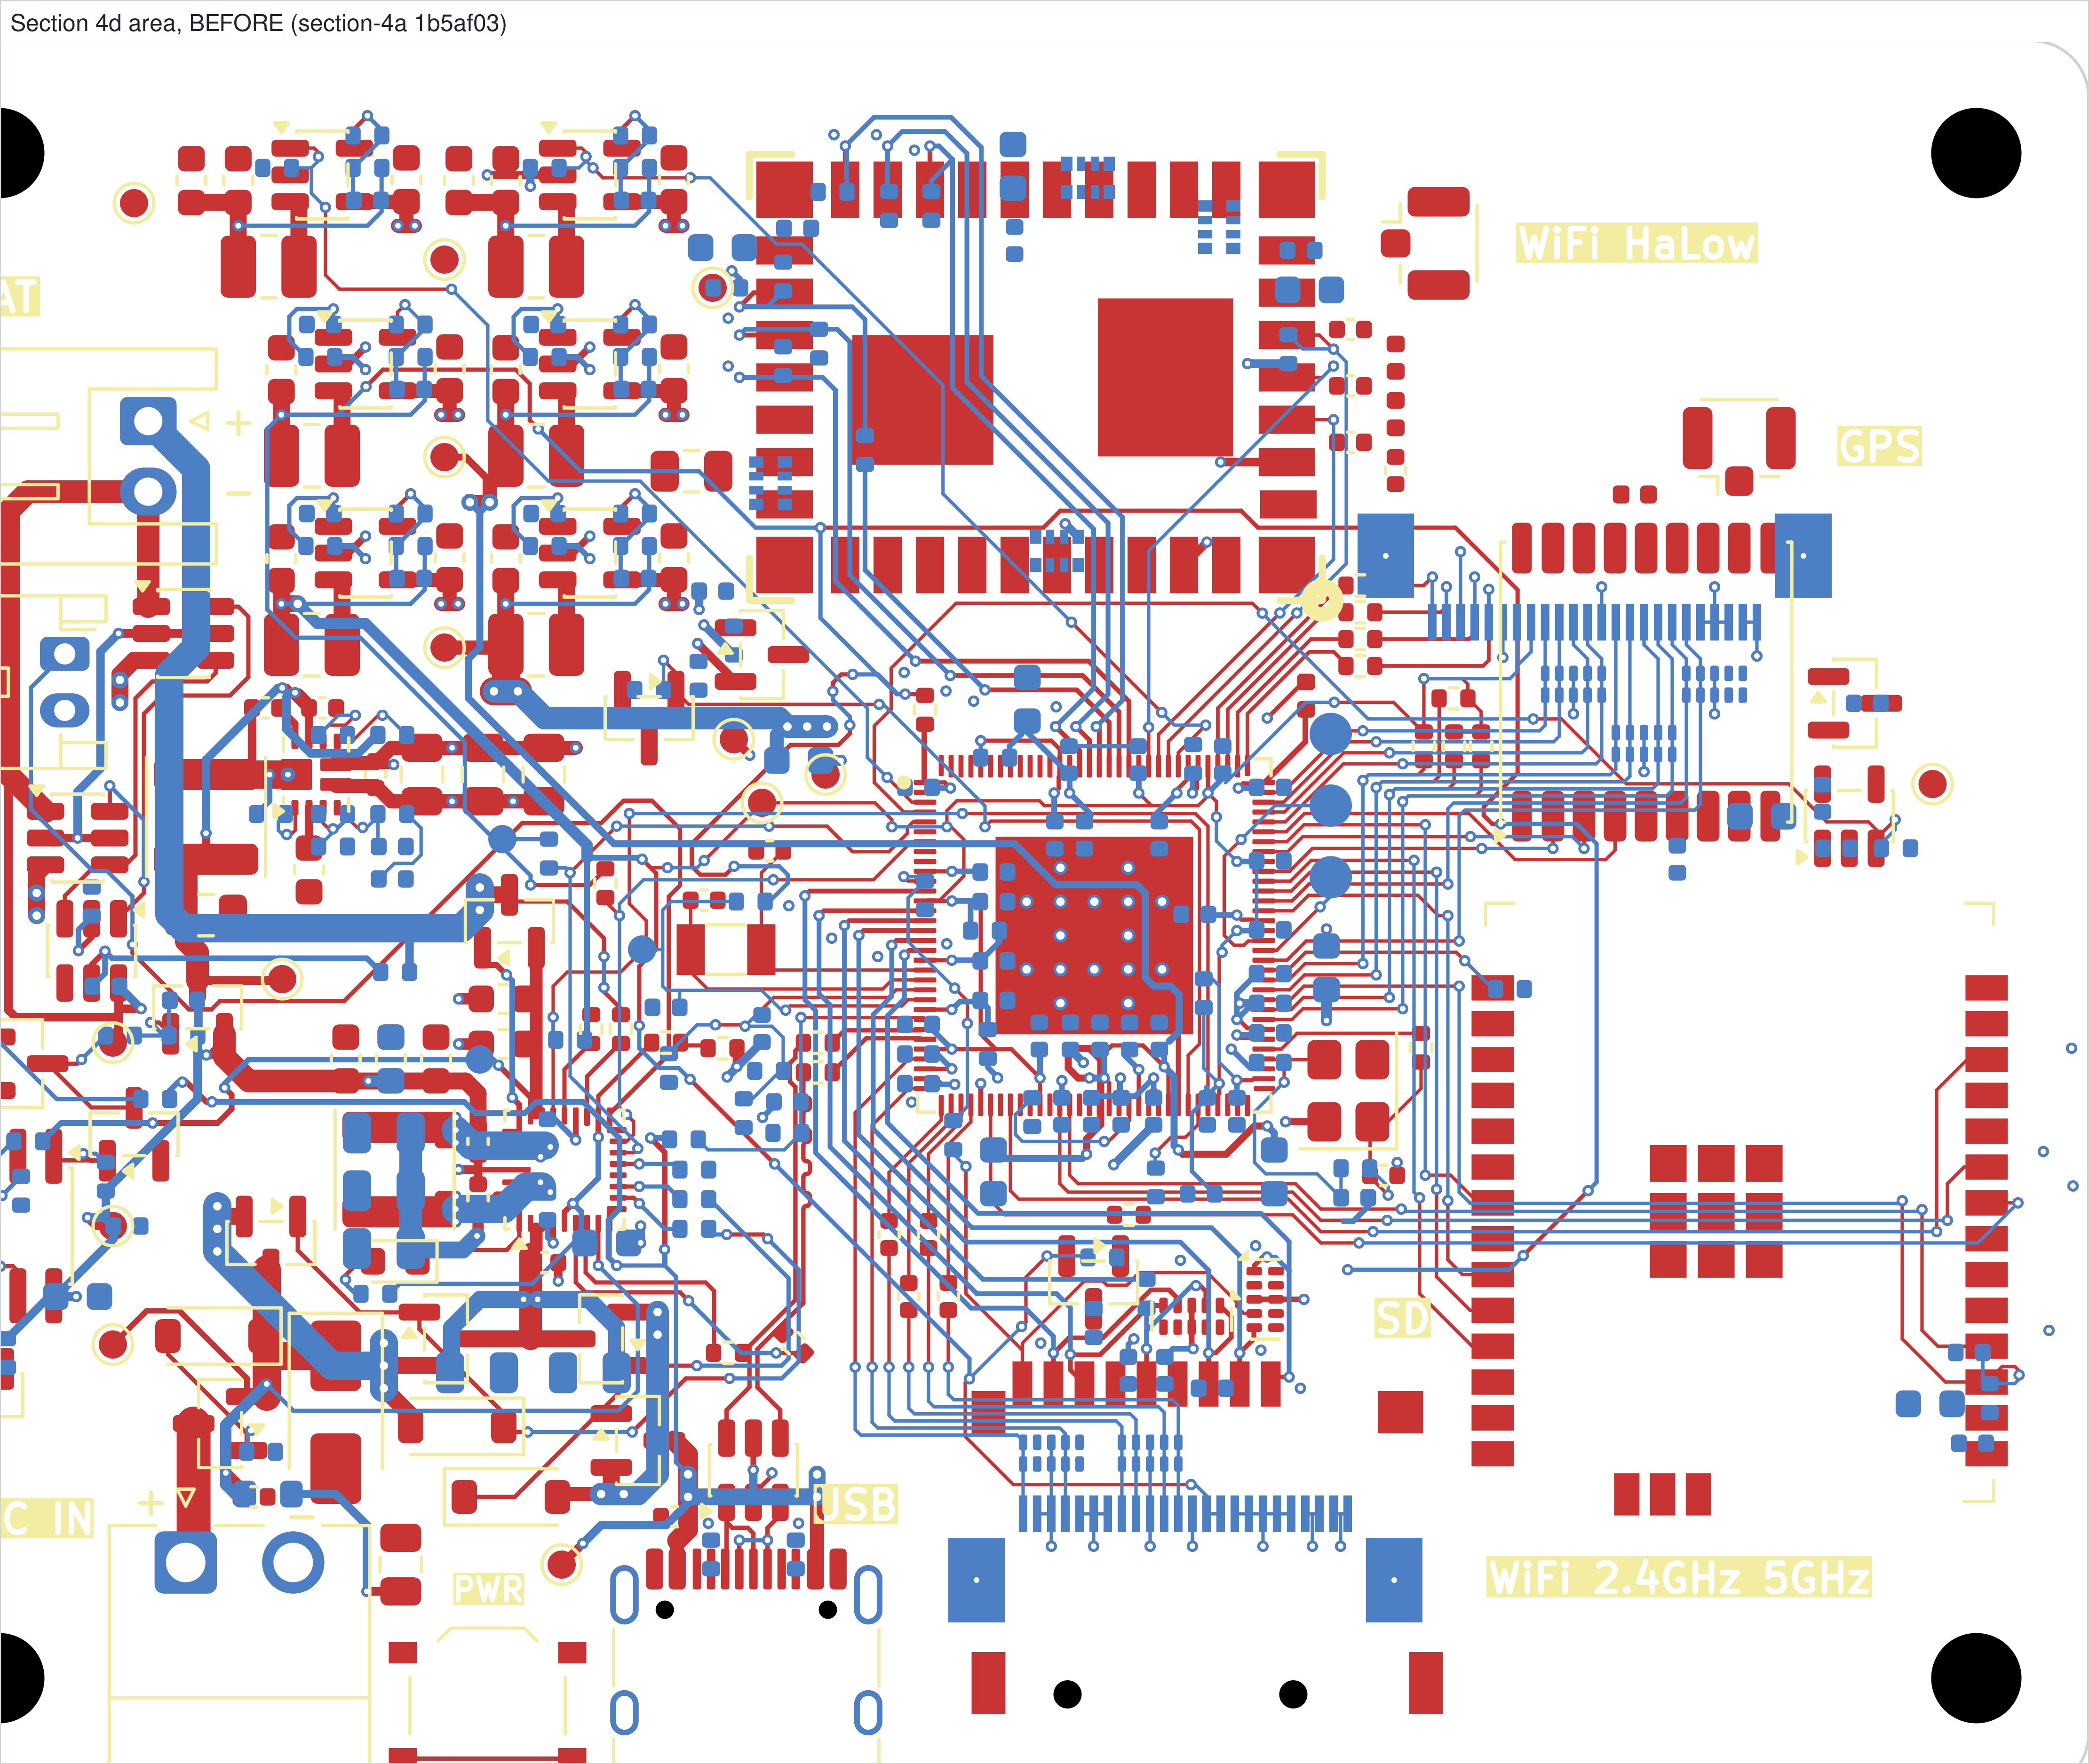 Section 4d area, BEFORE (section-4a 1b5af03)
WiFi HaLow
AT
+
GPS
−
SD
C IN
+
−
USB
PWR
WiFi 2.4GHz 5GHz